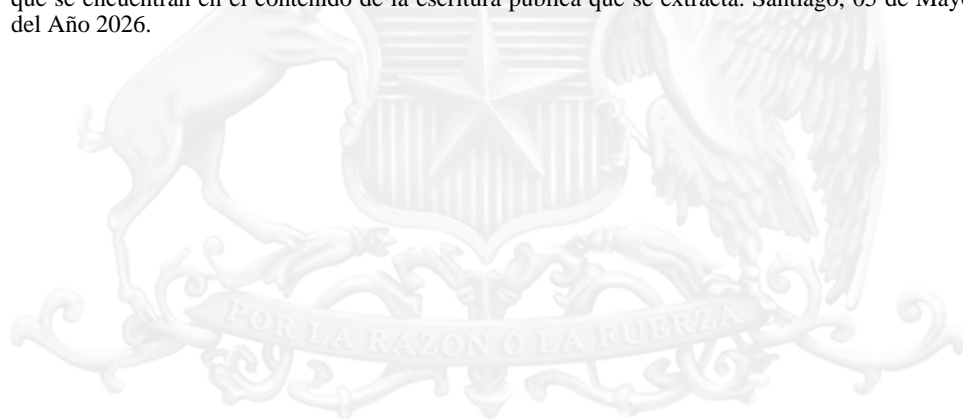 que se encuentran en el contenido de la escritura pública que se extracta. Santiago, 05 de Mayo
del Año 2026.
POR LA RAZON O LA FUERZA